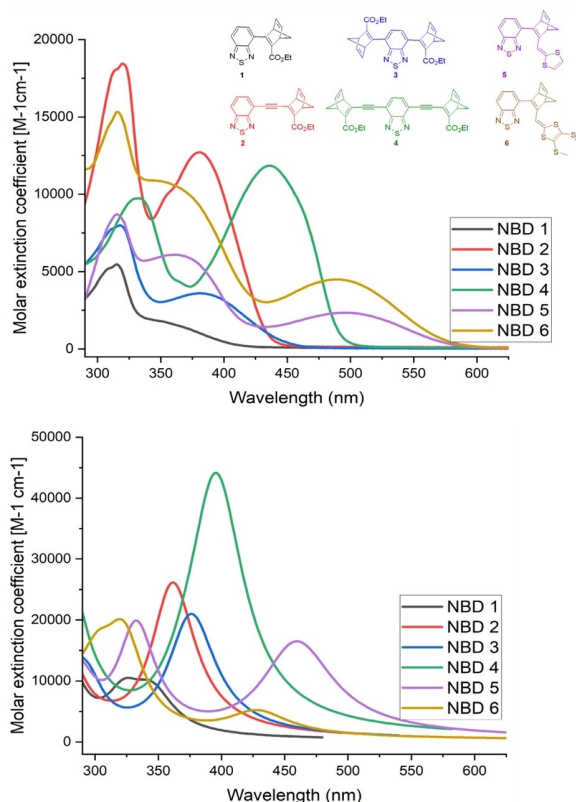 20000
15000
10000
5000
0
Molar extinction coefficient [M-1cm-1]
300 350 400 450 500 550 600
Wavelength (nm)
N S N CO₂Et
1
CO₂Et N S N CO₂Et
3
N S N S S
5
N S N CO₂Et
2
CO₂Et N S N CO₂Et
4
N S N S S S S S
6
NBD 1
NBD 2
NBD 3
NBD 4
NBD 5
NBD 6
50000
40000
30000
20000
10000
0
Molar extinction coefficient [M-1 cm-1]
300 350 400 450 500 550 600
Wavelength (nm)
NBD 1
NBD 2
NBD 3
NBD 4
NBD 5
NBD 6